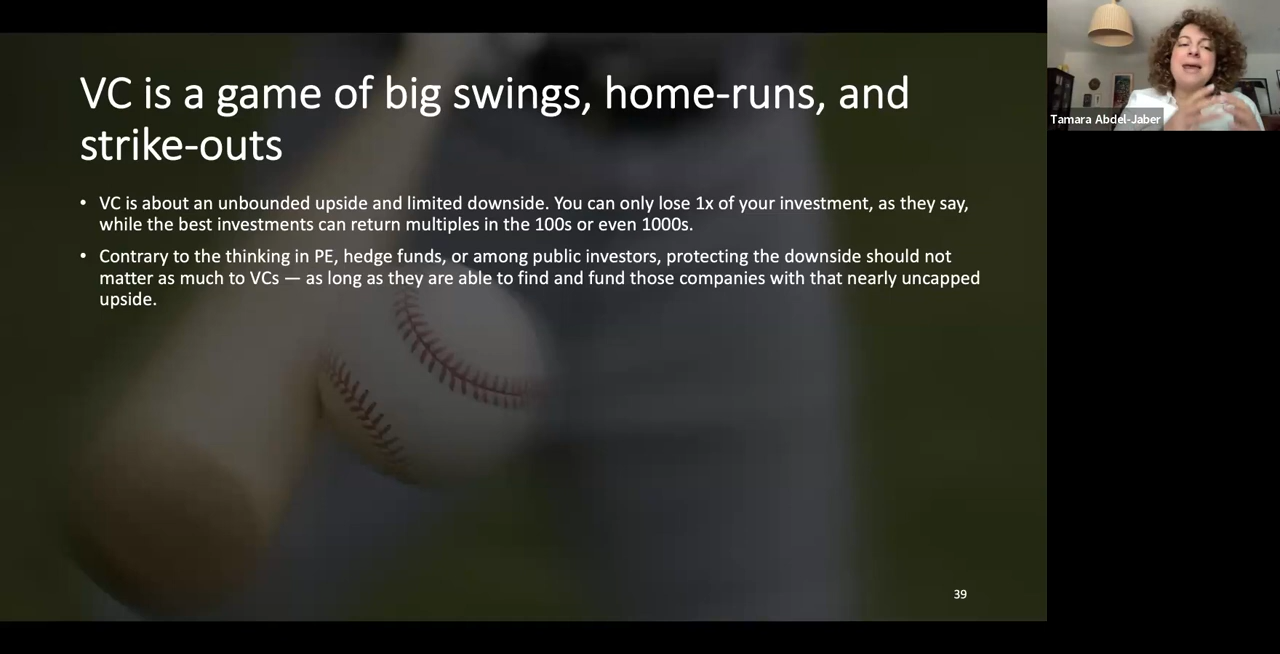 VC is a game of big swings, home-runs, and
strike-outs
• VC is about an unbounded upside and limited downside. You can only lose 1x of your investment, as they say,
while the best investments can return multiples in the 100s or even 1000s.
• Contrary to the thinking in PE, hedge funds, or among public investors, protecting the downside should not
matter as much to VCs — as long as they are able to find and fund those companies with that nearly uncapped
upside.
39
Tamara Abdel-Jaber